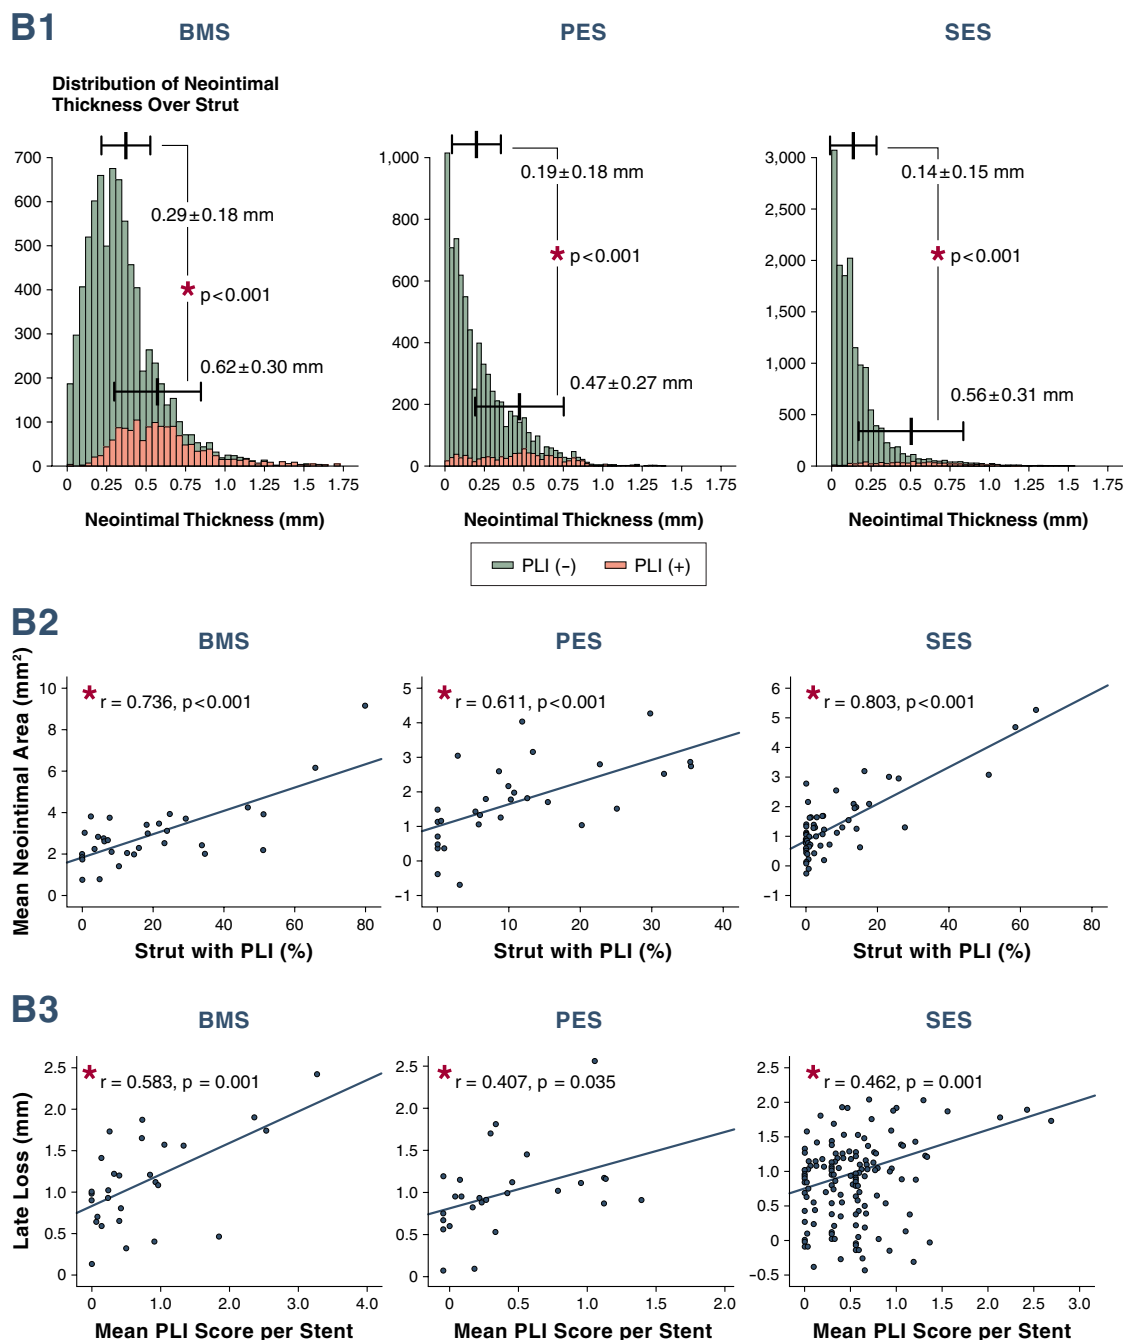 B1
BMS
PES
SES
Distribution of Neointimal
Thickness Over Strut
700
600
500
400
300
200
100
0
0.29±0.18 mm
* p<0.001
0.62±0.30 mm
0 0.25 0.5 0.75 1.0 1.25 1.5 1.75
Neointimal Thickness (mm)
1,000
800
600
400
200
0
0.19±0.18 mm
* p<0.001
0.47±0.27 mm
0 0.25 0.5 0.75 1.0 1.25 1.5 1.75
Neointimal Thickness (mm)
3,000
2,500
2,000
1,500
1,000
500
0
0.14±0.15 mm
* p<0.001
0.56±0.31 mm
0 0.25 0.5 0.75 1.0 1.25 1.5 1.75
Neointimal Thickness (mm)
PLI (–) PLI (+)
B2
BMS
PES
SES
Mean Neointimal Area (mm²)
10
8
6
4
2
0
* r = 0.736, p<0.001
0 20 40 60 80
Strut with PLI (%)
5
4
3
2
1
0
–1
* r = 0.611, p<0.001
0 10 20 30 40
Strut with PLI (%)
6
5
4
3
2
1
0
–1
* r = 0.803, p<0.001
0 20 40 60 80
Strut with PLI (%)
B3
BMS
PES
SES
Late Loss (mm)
2.5
2.0
1.5
1.0
0.5
0
* r = 0.583, p = 0.001
0 1.0 2.0 3.0 4.0
Mean PLI Score per Stent
2.5
2.0
1.5
1.0
0.5
0
* r = 0.407, p = 0.035
0 0.5 1.0 1.5 2.0
Mean PLI Score per Stent
2.5
2.0
1.5
1.0
0.5
0
–0.5
* r = 0.462, p = 0.001
0 0.5 1.0 1.5 2.0 2.5 3.0
Mean PLI Score per Stent